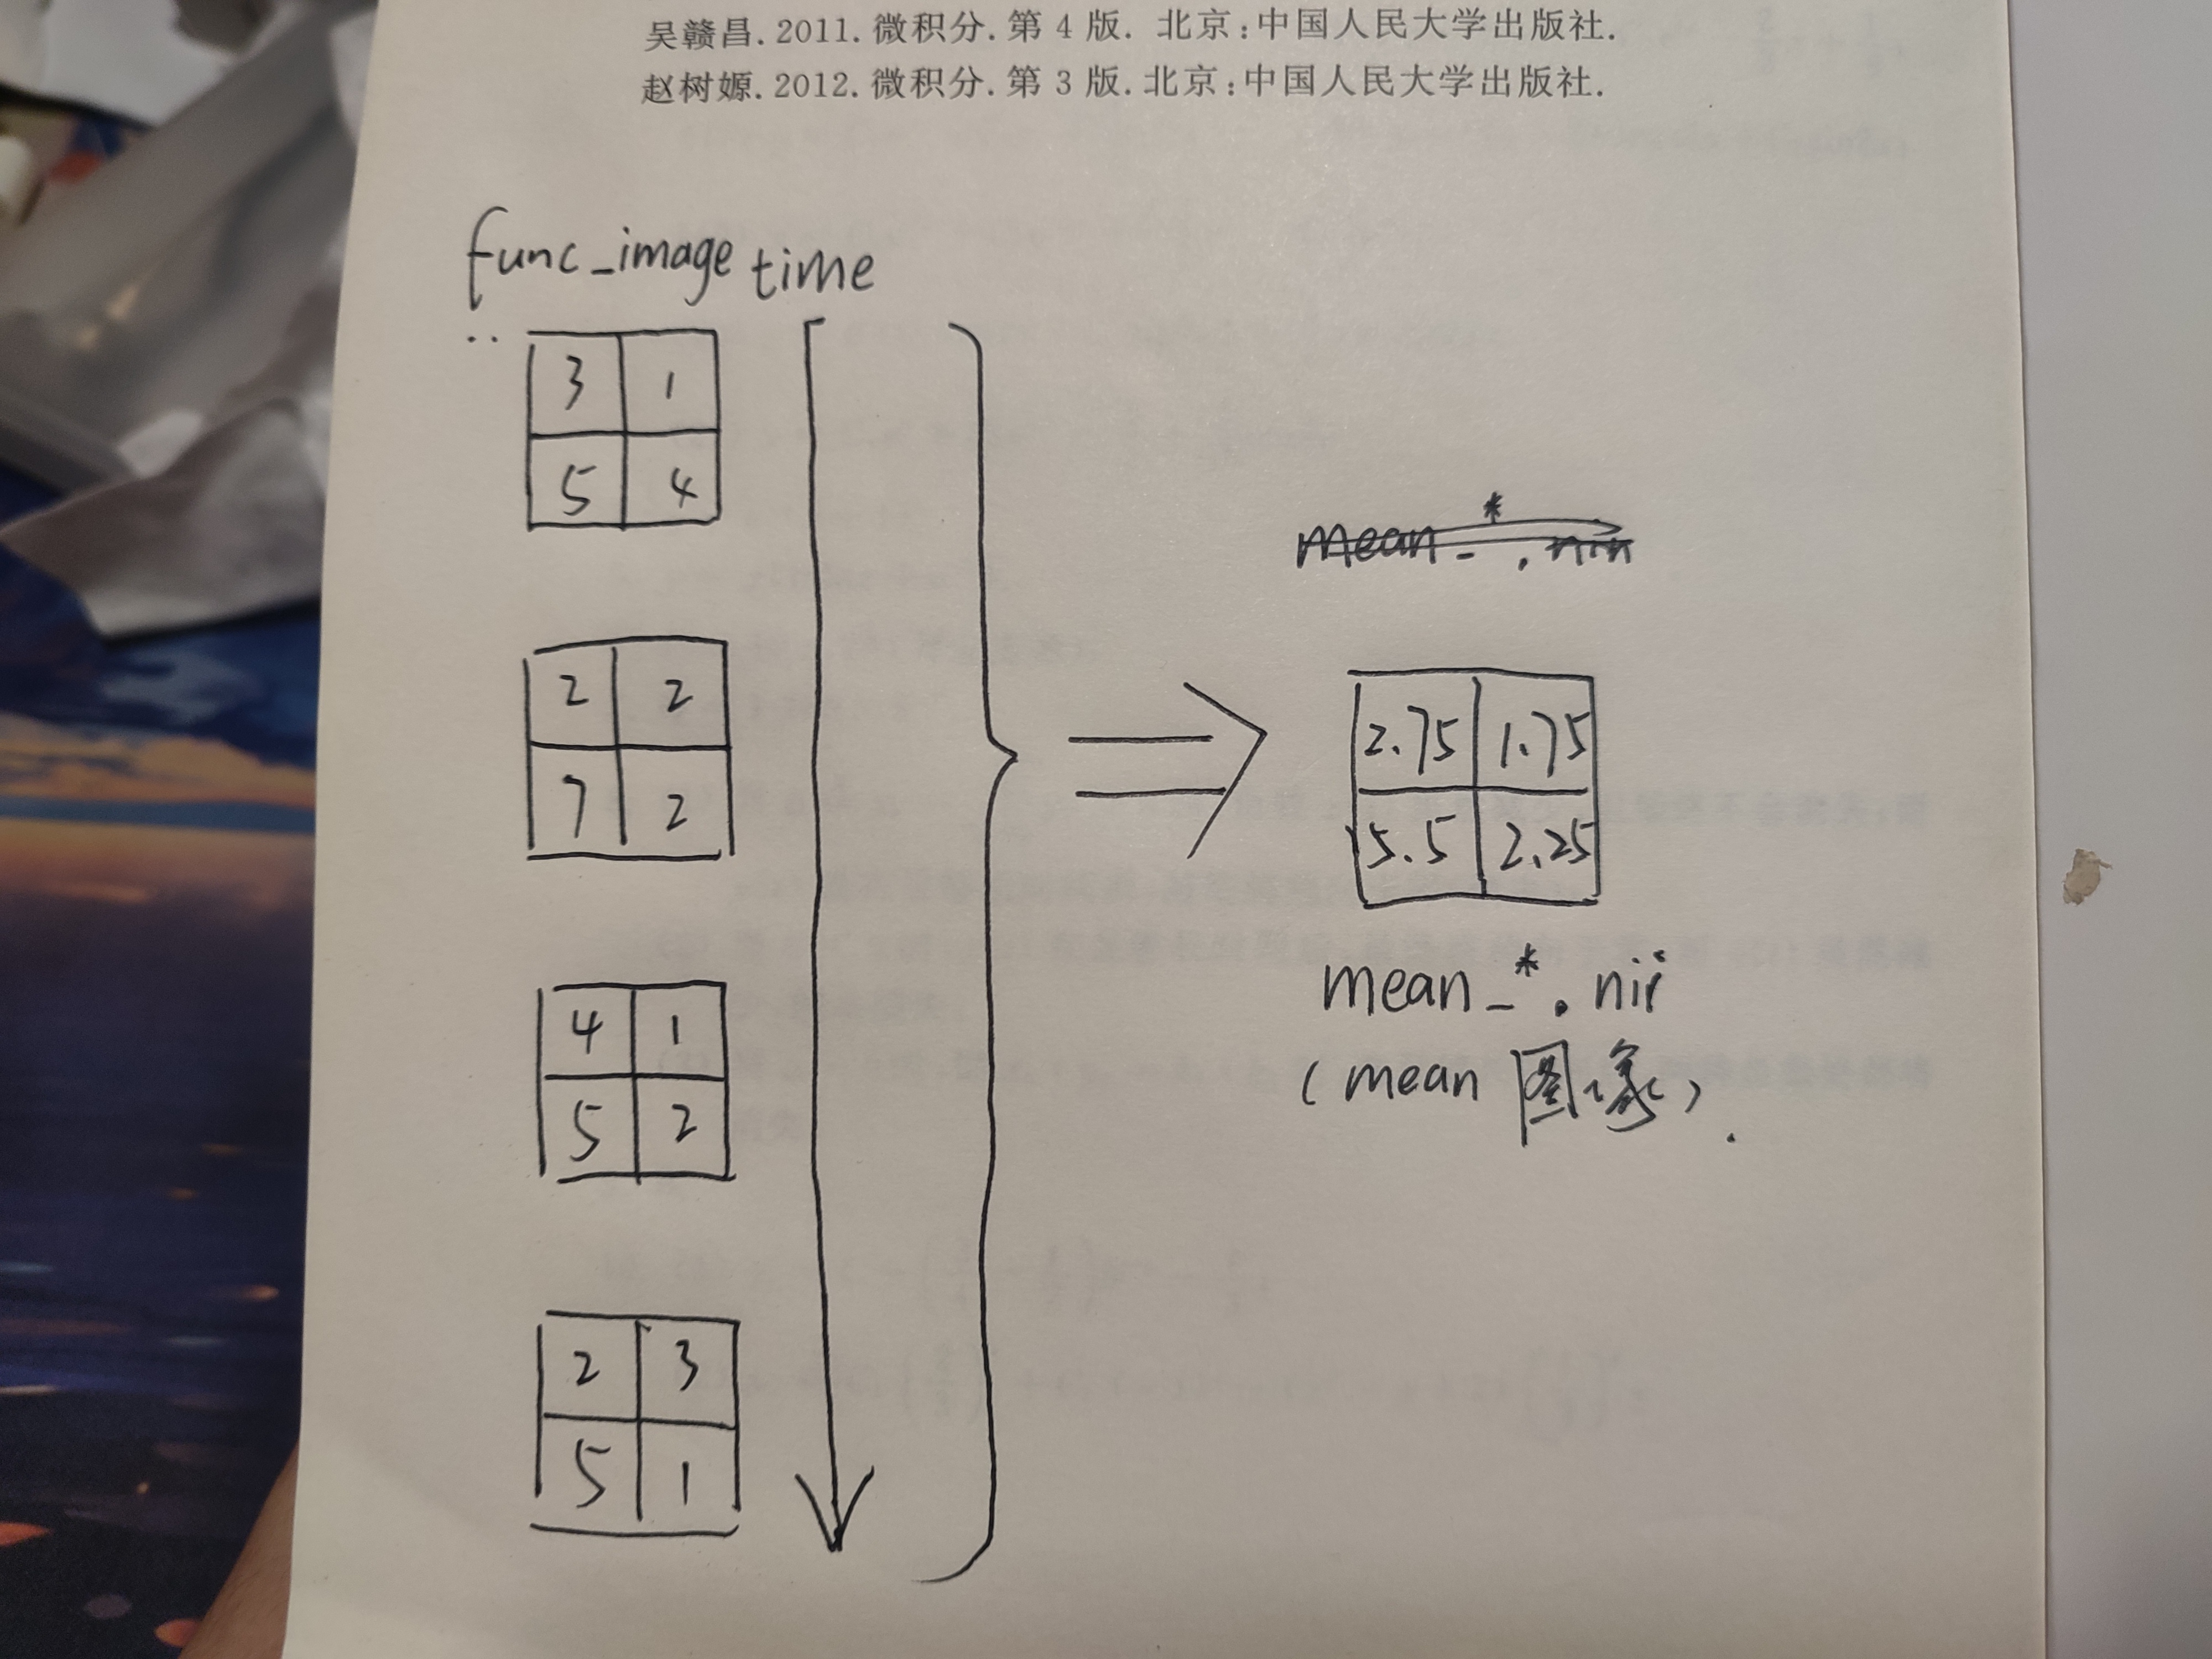 吴赣昌. 2011. 微积分. 第 4 版. 北京:中国人民大学出版社.
赵树嫄. 2012. 微积分. 第 3 版. 北京:中国人民大学出版社.
func_image time
3 1
5 4
2 2
7 2
4 1
5 2
2 3
5 1
2.75 1.75
5.5 2.25
mean_*.nii
(mean 图像).